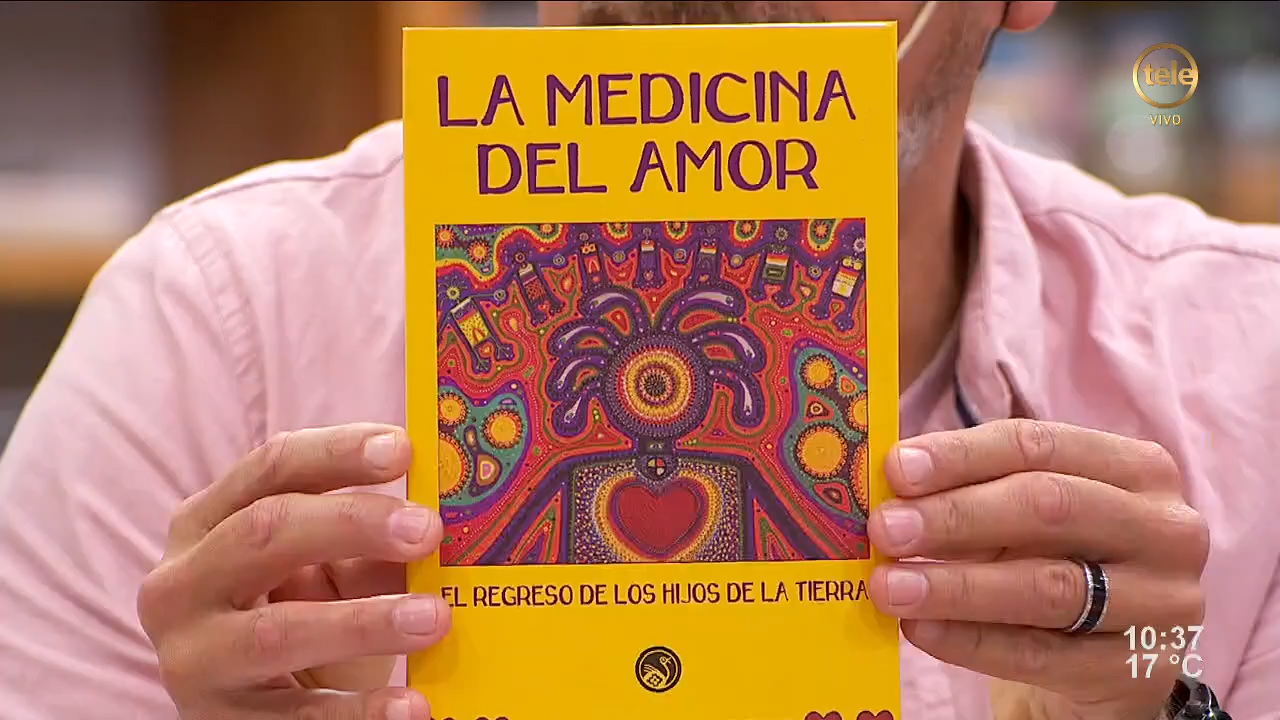 LA MEDICINA
DEL AMOR
EL REGRESO DE LOS HIJOS DE LA TIERRA
tele
VIVO
10:37
17 °C